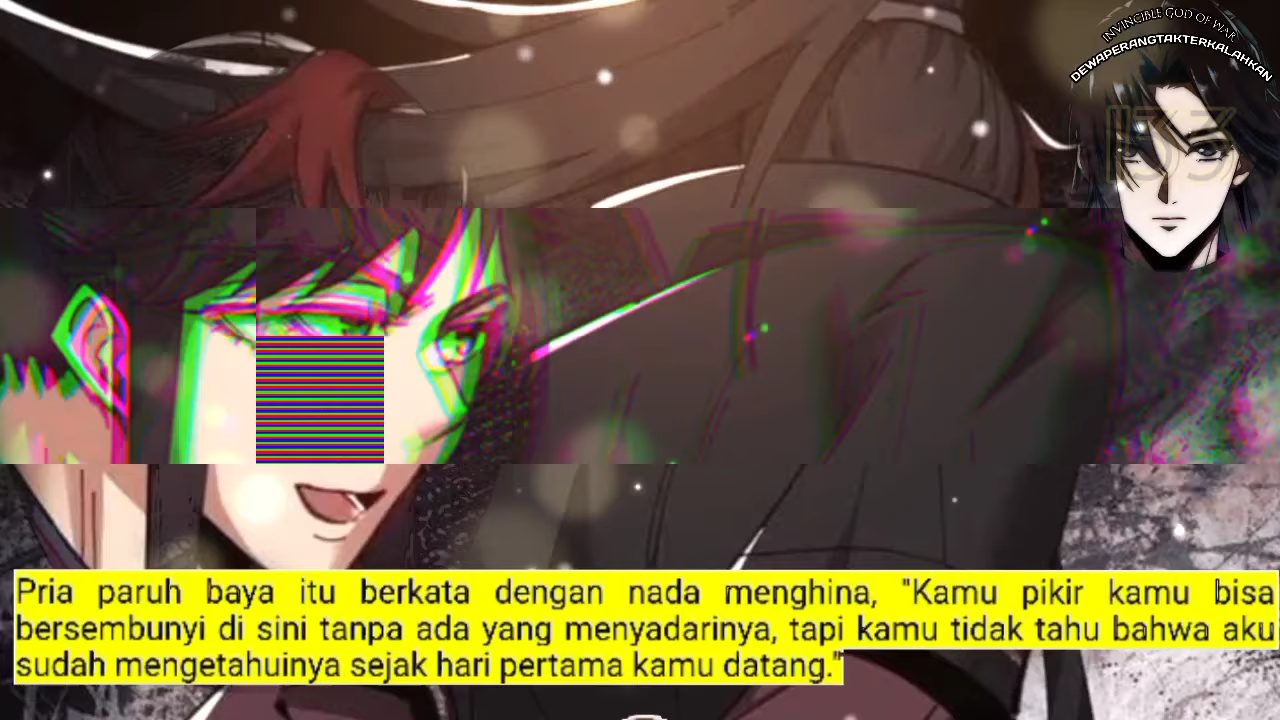 INVINCIBLE GOD OF WAR
DEWAPERANGTAKTERKALAHKAN
133
Pria paruh baya itu berkata dengan nada menghina, "Kamu pikir kamu bisa
bersembunyi di sini tanpa ada yang menyadarinya, tapi kamu tidak tahu bahwa aku
sudah mengetahuinya sejak hari pertama kamu datang."